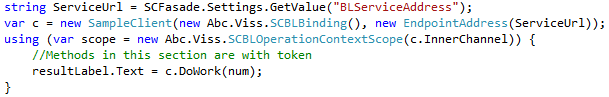 string ServiceUrl = SCFasade.Settings.GetValue("BLServiceAddress");
var c = new SampleClient(new Abc.Viss.SCBLBinding(), new EndpointAddress(ServiceUrl));
using (var scope = new Abc.Viss.SCBLOperationContextScope(c.InnerChannel)) {
    //Methods in this section are with token
    resultLabel.Text = c.DoWork(num);
}